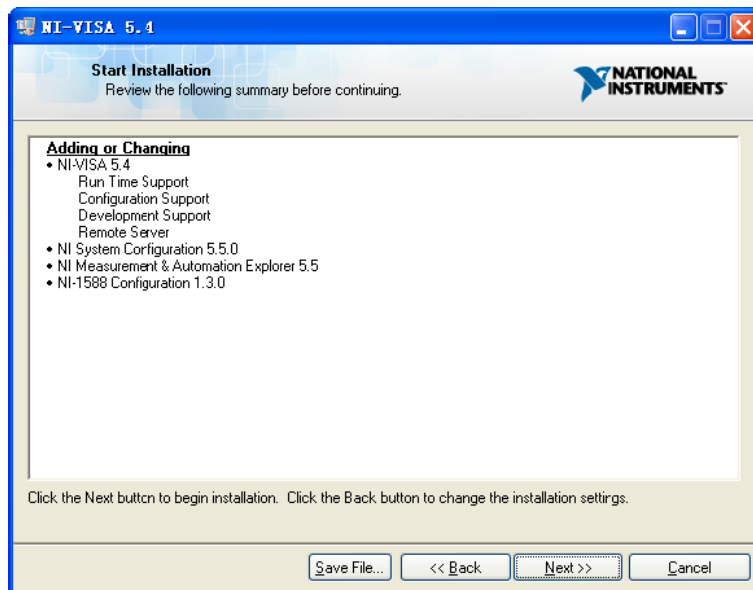 NI-VISA 5.4
Start Installation
Review the following summary before continuing.
NATIONAL
INSTRUMENTS
Adding or Changing
• NI-VISA 5.4
Run Time Support
Configuration Support
Development Support
Remote Server
• NI System Configuration 5.5.0
• NI Measurement & Automation Explorer 5.5
• NI-1588 Configuration 1.3.0
Click the Next button to begin installation. Click the Back button to change the installation settings.
Save File... << Back Next >> Cancel